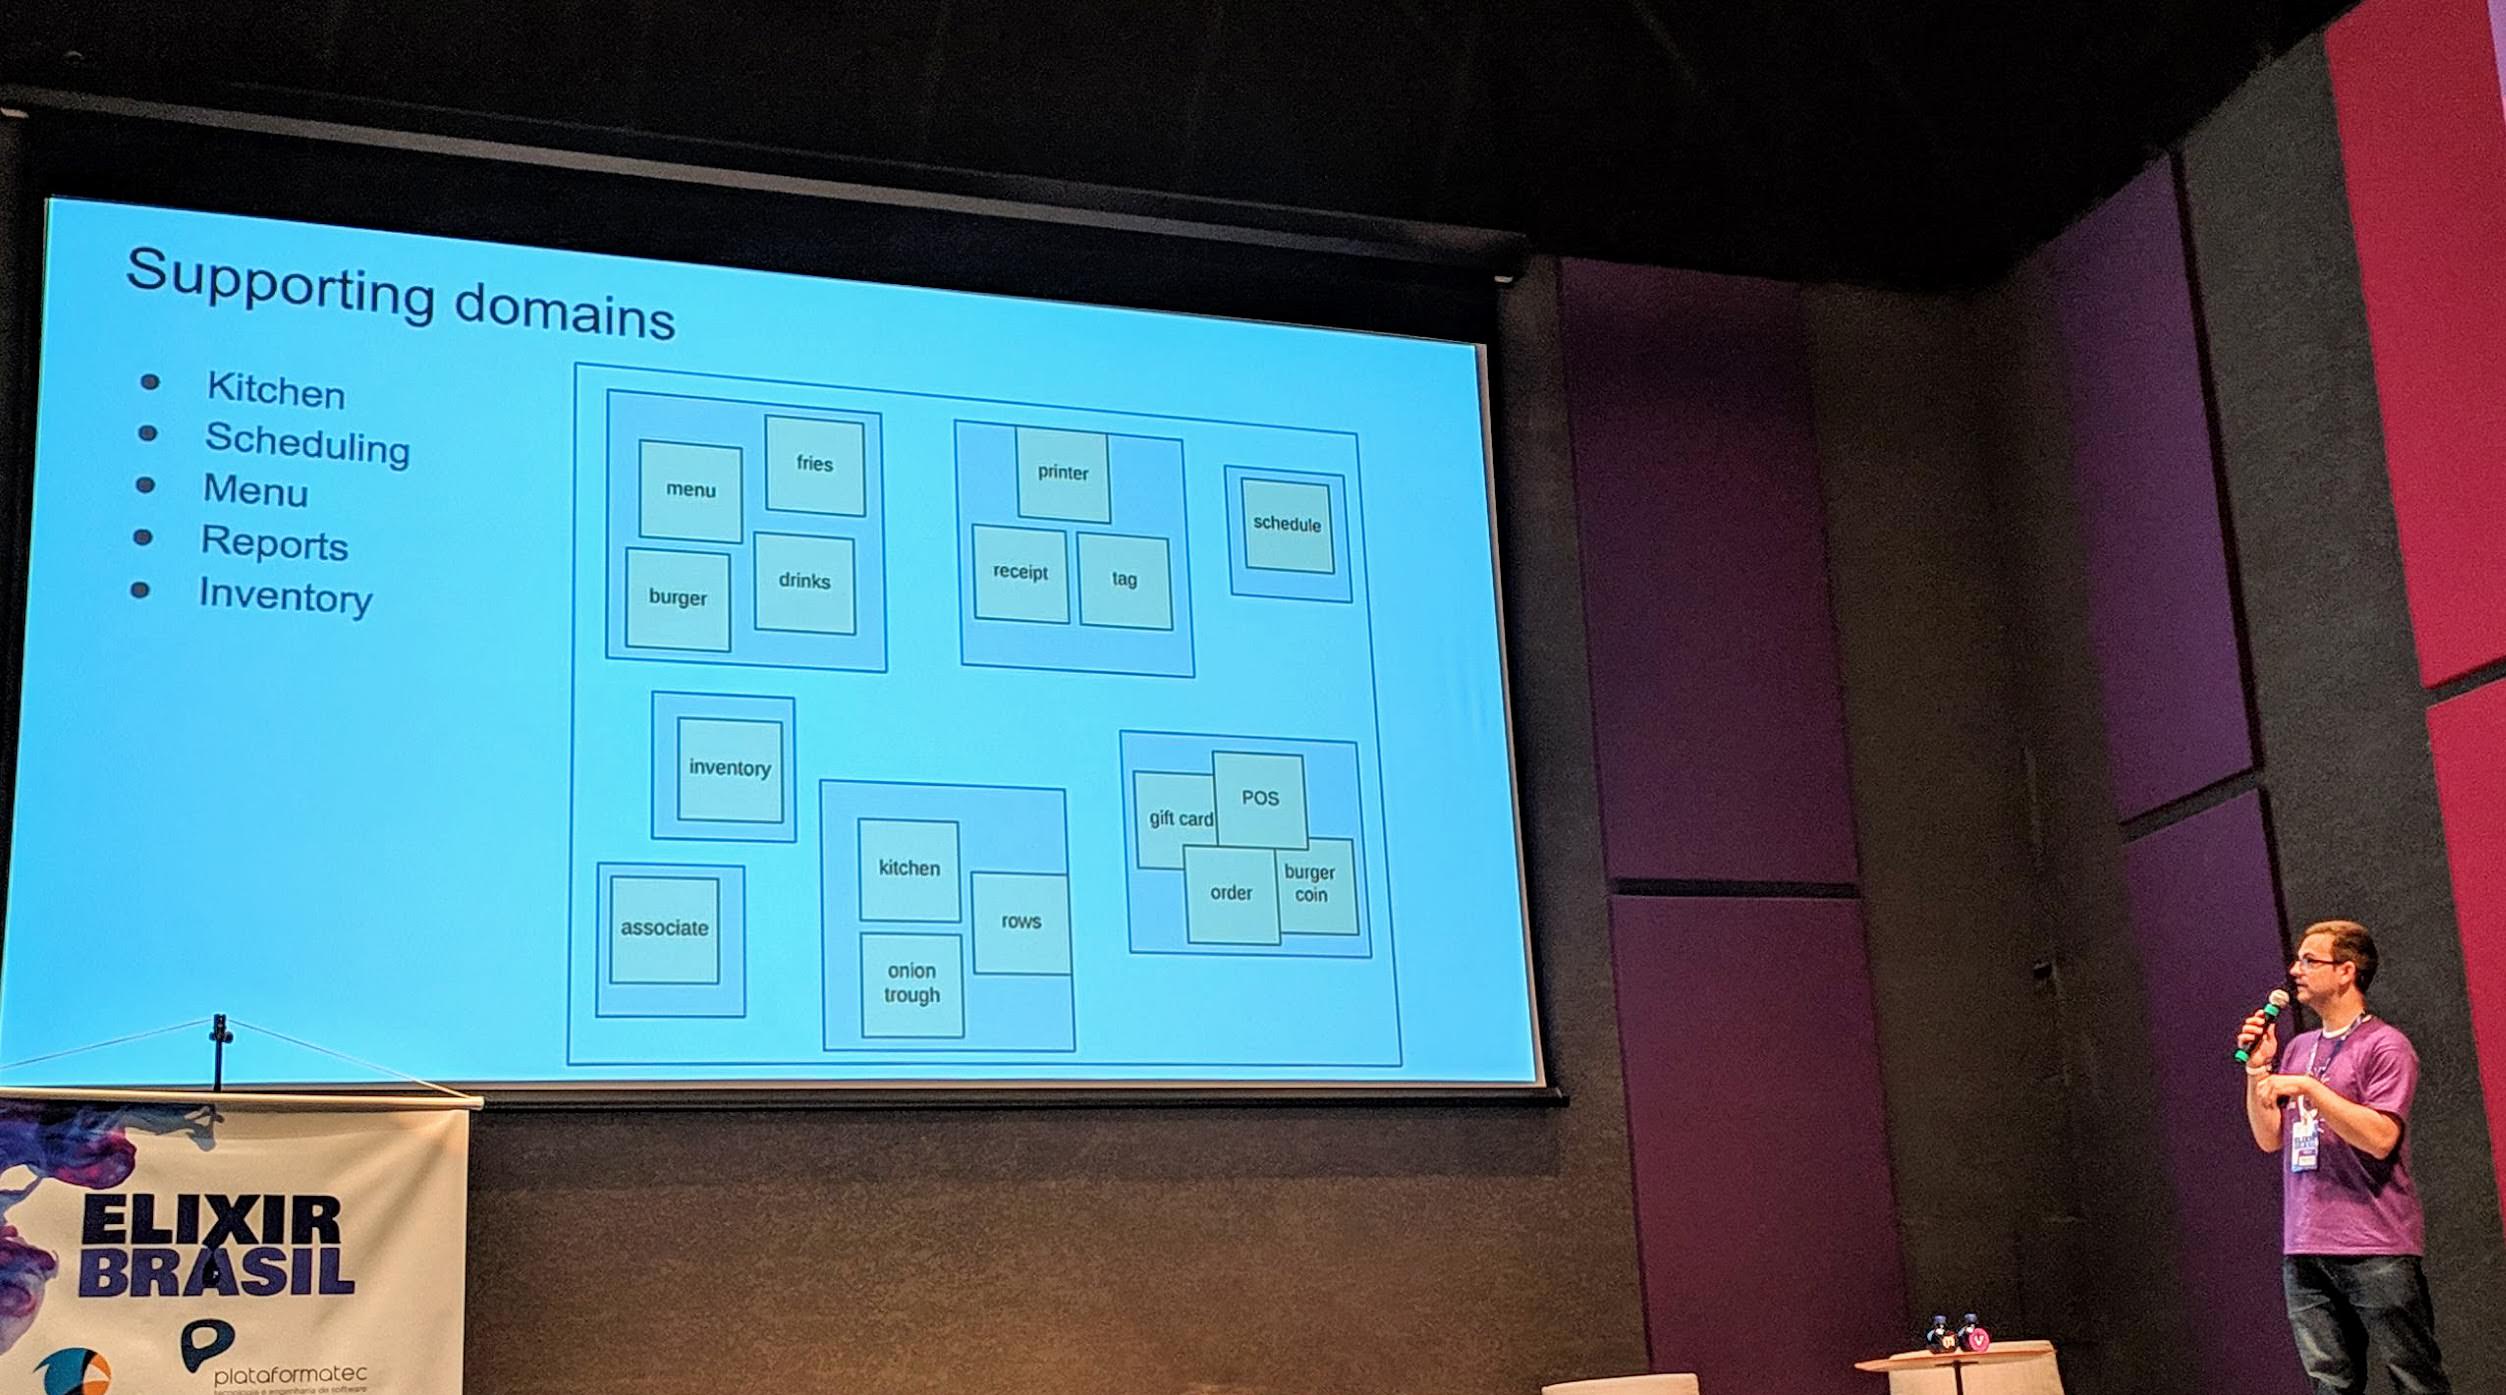 Supporting domains
Kitchen
Scheduling
Menu
Reports
Inventory
menu
fries
burger
drinks
printer
receipt
tag
schedule
inventory
associate
kitchen
rows
onion
trough
gift card
POS
order
burger
coin
ELIXIR
BRASIL
plataformatec
tecnologia e engenharia de software
ELIXIR